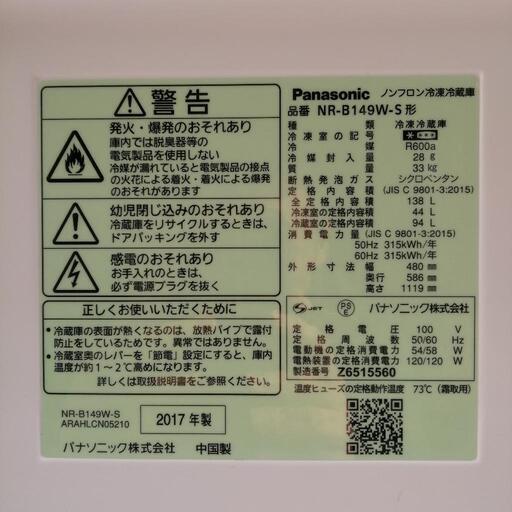 警告
発火・爆発のおそれあり
庫内では脱臭器等の
電気製品を使用しない
冷媒が漏れていると電気製品の接点
の火花による着火・着火による爆発
のおそれがあります
幼児閉じ込みのおそれあり
冷蔵庫をリサイクルするときは、
ドアパッキングを外す
感電のおそれあり
お手入れのときは、
必ず電源プラグを抜く
正しくお使いいただくために
●冷蔵庫の表面が熱くなるのは、放熱パイプで露付
防止をしているためです。異常ではありません。
●冷蔵室奥のレバーを「節電」設定にすると、庫内
温度が約1〜2℃高めになります。
詳しくは取扱説明書をご参照ください。
NR-B149W-S
ARAHLCN05210
2017年製
パナソニック株式会社 中国製
Panasonic ノンフロン冷凍冷蔵庫
品番 NR-B149W-S形
種類 冷凍冷蔵庫
冷凍室の記号
冷媒 R600a
冷媒封入量 28g
質量 33kg
断熱発泡ガス シクロペンタン
定格内容積 (JIS C 9801-3:2015)
全定格内容積 138 L
冷凍室の定格内容積 44 L
冷蔵室の定格内容積 94 L
消費電力量 (JIS C 9801-3:2015)
50Hz 315kWh/年
60Hz 315kWh/年
外形寸法 幅 480mm
奥行 586mm
高さ 1119mm
JET PSE パナソニック株式会社
定格電圧 100 V
定格周波数 50/60 Hz
電動機の定格消費電力 54/58 W
電熱装置の定格消費電力 120/120 W
製造番号 Z6515560
温度ヒューズの定格動作温度 73℃(霜取用)